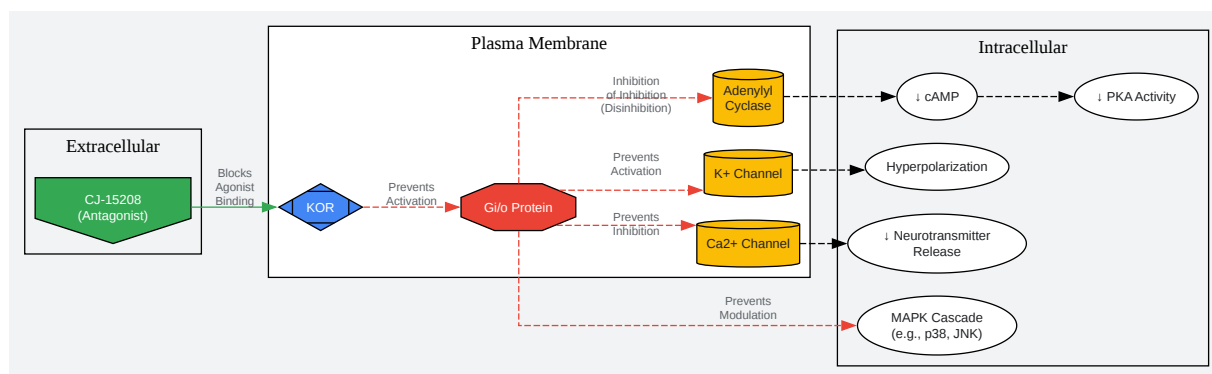 Plasma Membrane
Intracellular
Extracellular
CJ-15208
(Antagonist)
Blocks
Agonist
Binding
KOR
Prevents
Activation
Gi/o Protein
Inhibition
of Inhibition
(Disinhibition)
Adenylyl
Cyclase
↓ cAMP
↓ PKA Activity
Prevents
Activation
K+ Channel
Hyperpolarization
Prevents
Inhibition
Ca2+ Channel
↓ Neurotransmitter
Release
Prevents
Modulation
MAPK Cascade
(e.g., p38, JNK)